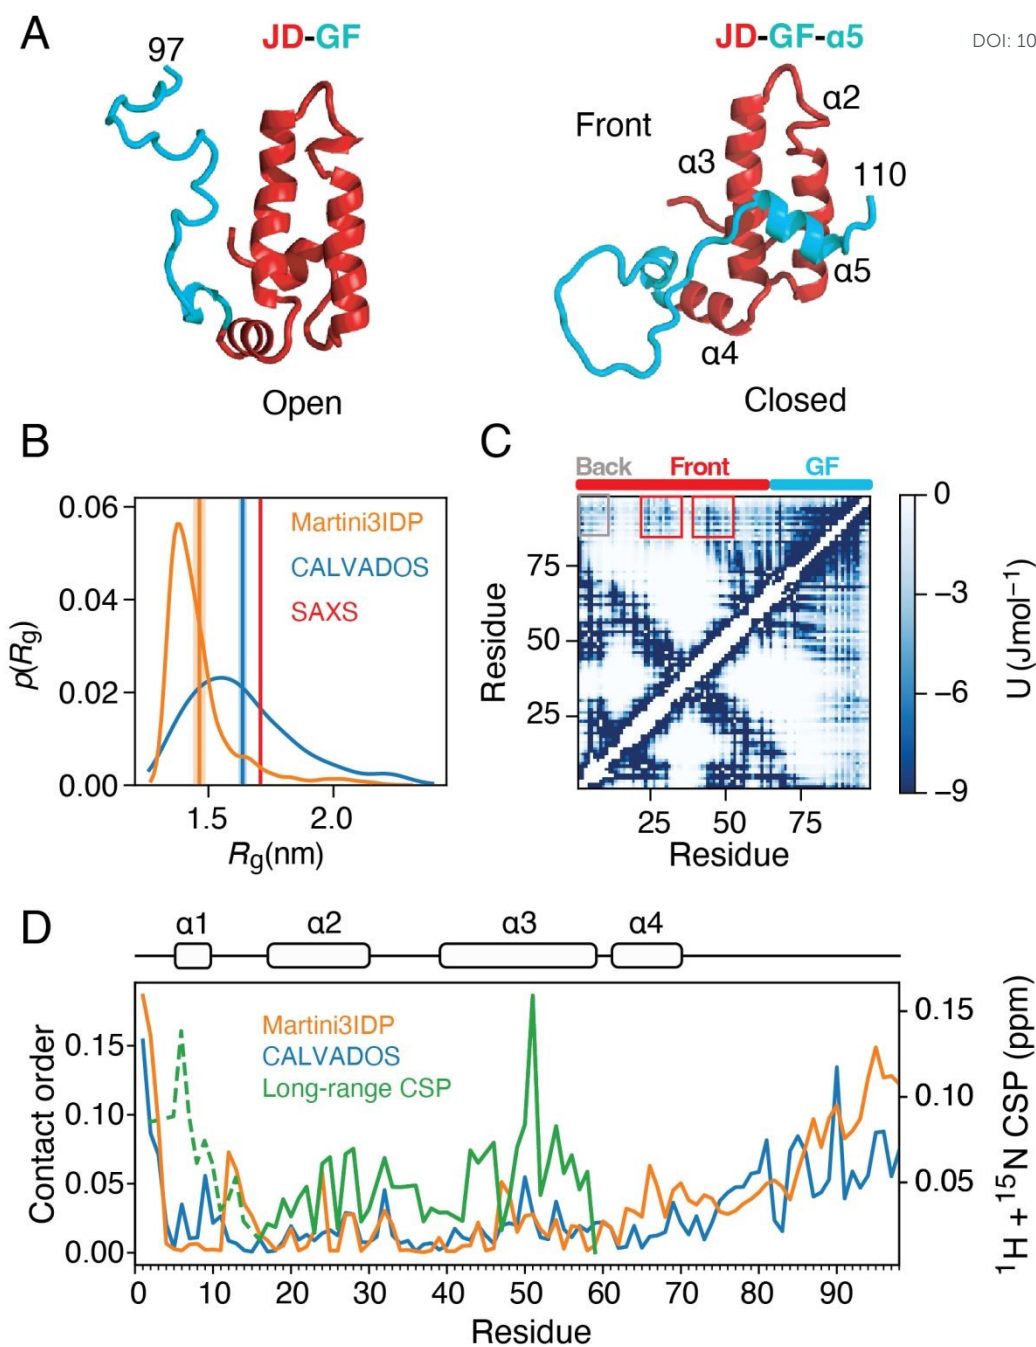 A
97
JD-GF
Open
JD-GF-α5
DOI: 10
Front
α2
α3
110
α5
α4
Closed
B
0.06
0.04
0.02
0.00
p(Rg)
Martini3IDP
CALVADOS
SAXS
1.5
2.0
Rg(nm)
C
Back
Front
GF
75
50
25
Residue
25
50
75
Residue
0
−3
−6
−9
U (Jmol⁻¹)
D
α1
α2
α3
α4
Martini3IDP
CALVADOS
Long-range CSP
0.15
0.10
0.05
0.00
Contact order
0.15
0.10
0.05
¹H + ¹⁵N CSP (ppm)
0
10
20
30
40
50
60
70
80
90
Residue